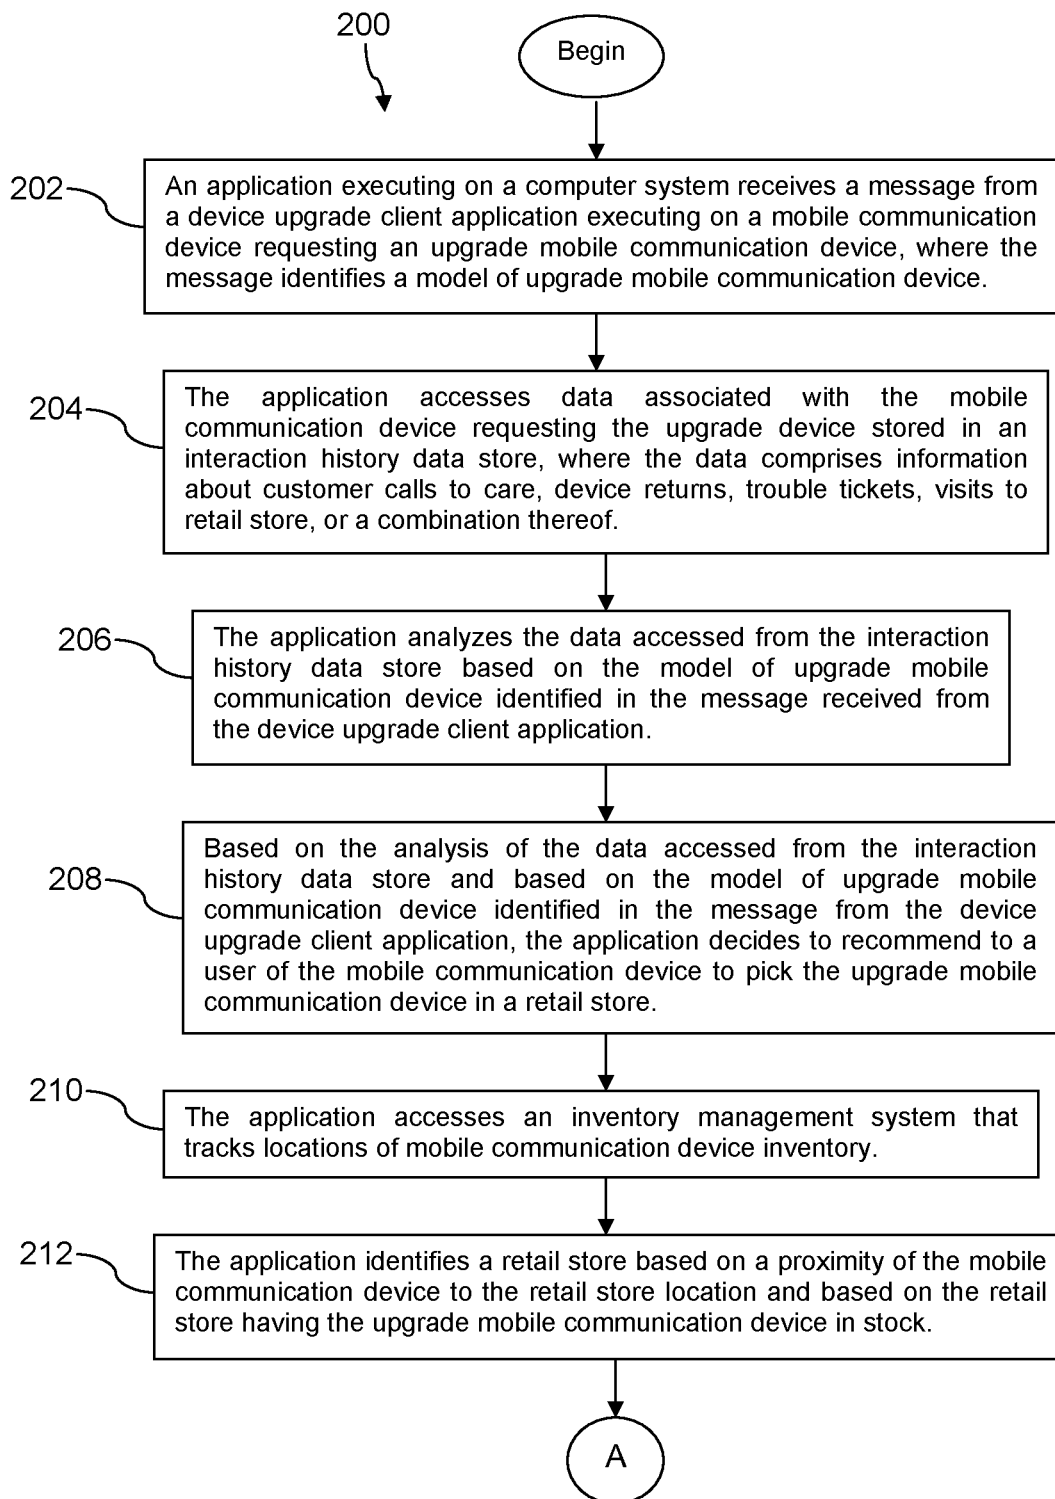 200
Begin
202
An application executing on a computer system receives a message from
a device upgrade client application executing on a mobile communication
device requesting an upgrade mobile communication device, where the
message identifies a model of upgrade mobile communication device.
204
The application accesses data associated with the mobile
communication device requesting the upgrade device stored in an
interaction history data store, where the data comprises information
about customer calls to care, device returns, trouble tickets, visits to
retail store, or a combination thereof.
206
The application analyzes the data accessed from the interaction
history data store based on the model of upgrade mobile
communication device identified in the message received from
the device upgrade client application.
208
Based on the analysis of the data accessed from the interaction
history data store and based on the model of upgrade mobile
communication device identified in the message from the device
upgrade client application, the application decides to recommend to a
user of the mobile communication device to pick the upgrade mobile
communication device in a retail store.
210
The application accesses an inventory management system that
tracks locations of mobile communication device inventory.
212
The application identifies a retail store based on a proximity of the mobile
communication device to the retail store location and based on the retail
store having the upgrade mobile communication device in stock.
A